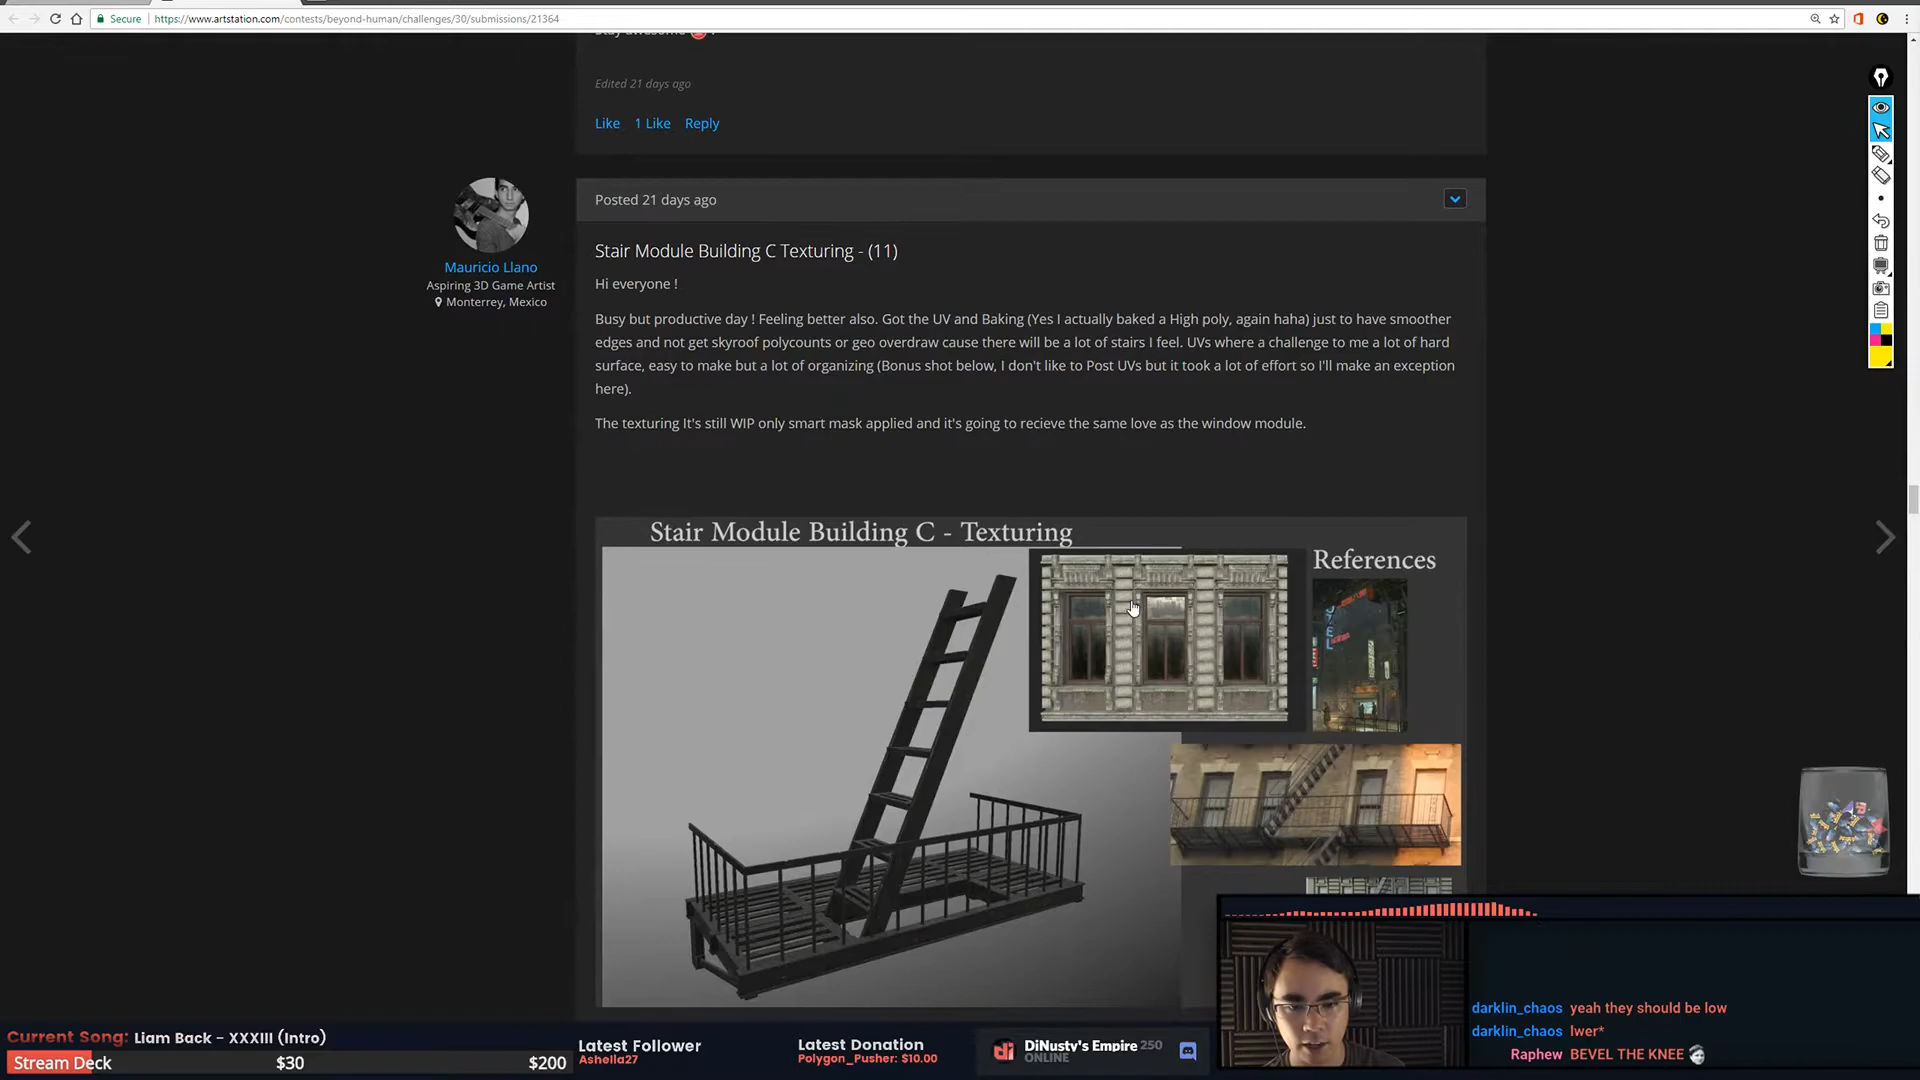 Secure
https://www.artstation.com/contests/beyond-human/challenges/30/submissions/21364
Edited 21 days ago
Like 1 Like Reply
Posted 21 days ago
Mauricio Llano
Aspiring 3D Game Artist
Monterrey, Mexico
Stair Module Building C Texturing - (11)
Hi everyone !
Busy but productive day ! Feeling better also. Got the UV and Baking (Yes I actually baked a High poly, again haha) just to have smoother
edges and not get skyroof polycounts or geo overdraw cause there will be a lot of stairs I feel. UVs where a challenge to me a lot of hard
surface, easy to make but a lot of organizing (Bonus shot below, I don't like to Post UVs but it took a lot of effort so I'll make an exception
here).
The texturing It's still WIP only smart mask applied and it's going to recieve the same love as the window module.
Stair Module Building C - Texturing
References
darklin_chaos yeah they should be low
darklin_chaos lwer*
Raphew BEVEL THE KNEE
Current Song: Liam Back - XXXIII (Intro)
Stream Deck $30 $200
Latest Follower
Ashella27
Latest Donation
Polygon_Pusher: $10.00
DiNusty's Empire 250
ONLINE